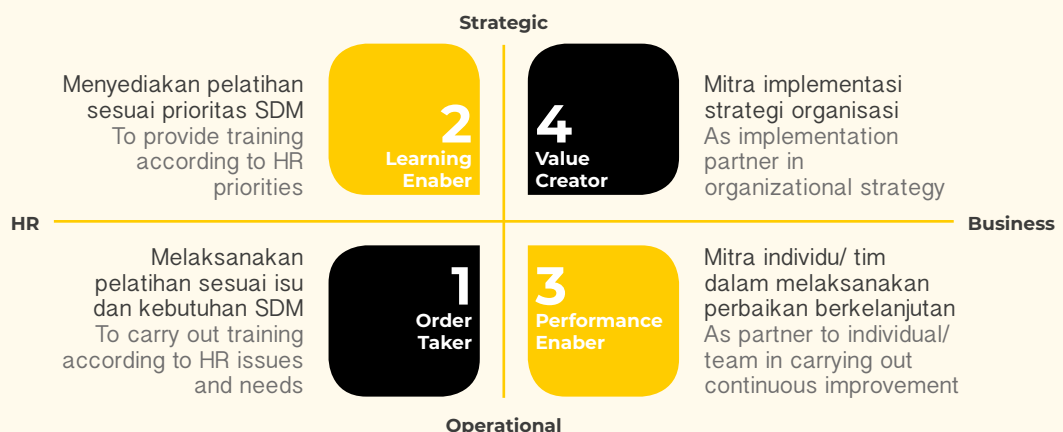 Strategic
Menyediakan pelatihan
sesuai prioritas SDM
To provide training
according to HR
priorities
2
Learning
Enaber
4
Value
Creator
Mitra implementasi
strategi organisasi
As implementation
partner in
organizational strategy
HR
Business
Melaksanakan
pelatihan sesuai isu
dan kebutuhan SDM
To carry out training
according to HR issues
and needs
1
Order
Taker
3
Performance
Enaber
Mitra individu/ tim
dalam melaksanakan
perbaikan berkelanjutan
As partner to individual/
team in carrying out
continuous improvement
Operational